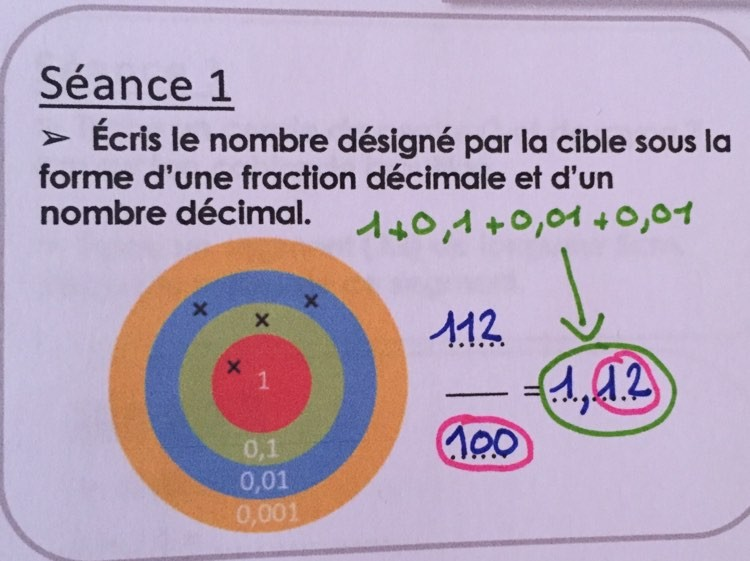 Séance 1
➢ Écris le nombre désigné par la cible sous la
forme d'une fraction décimale et d'un
nombre décimal.
1+0,1+0,01+0,01
112
___ = 1,12
100
1
0,1
0,01
0,001